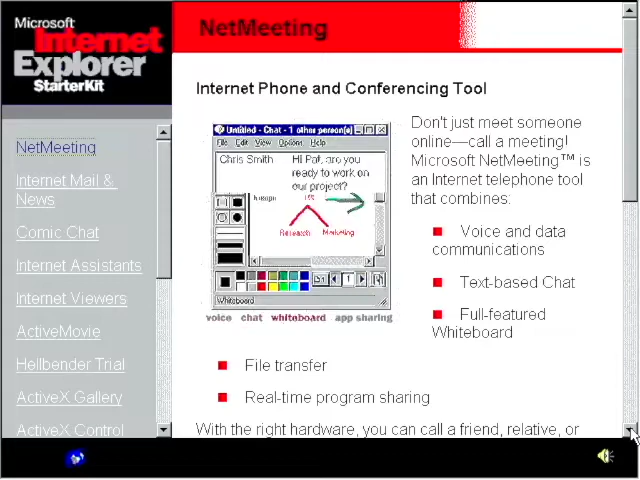 Microsoft
Internet
Explorer
StarterKit
NetMeeting
NetMeeting
Internet Mail &
News
Comic Chat
Internet Assistants
Internet Viewers
ActiveMovie
Hellbender Trial
ActiveX Gallery
ActiveX Control
Internet Phone and Conferencing Tool
Untitled - Chat - 1 other person(s)
File Edit View Options Help
Chris Smith Hi Pat, are you
ready to work on
our project?
Research Marketing
1
Whiteboard
voice chat whiteboard app sharing
Don't just meet someone
online—call a meeting!
Microsoft NetMeeting™ is
an Internet telephone tool
that combines:
Voice and data
communications
Text-based Chat
Full-featured
Whiteboard
File transfer
Real-time program sharing
With the right hardware, you can call a friend, relative, or